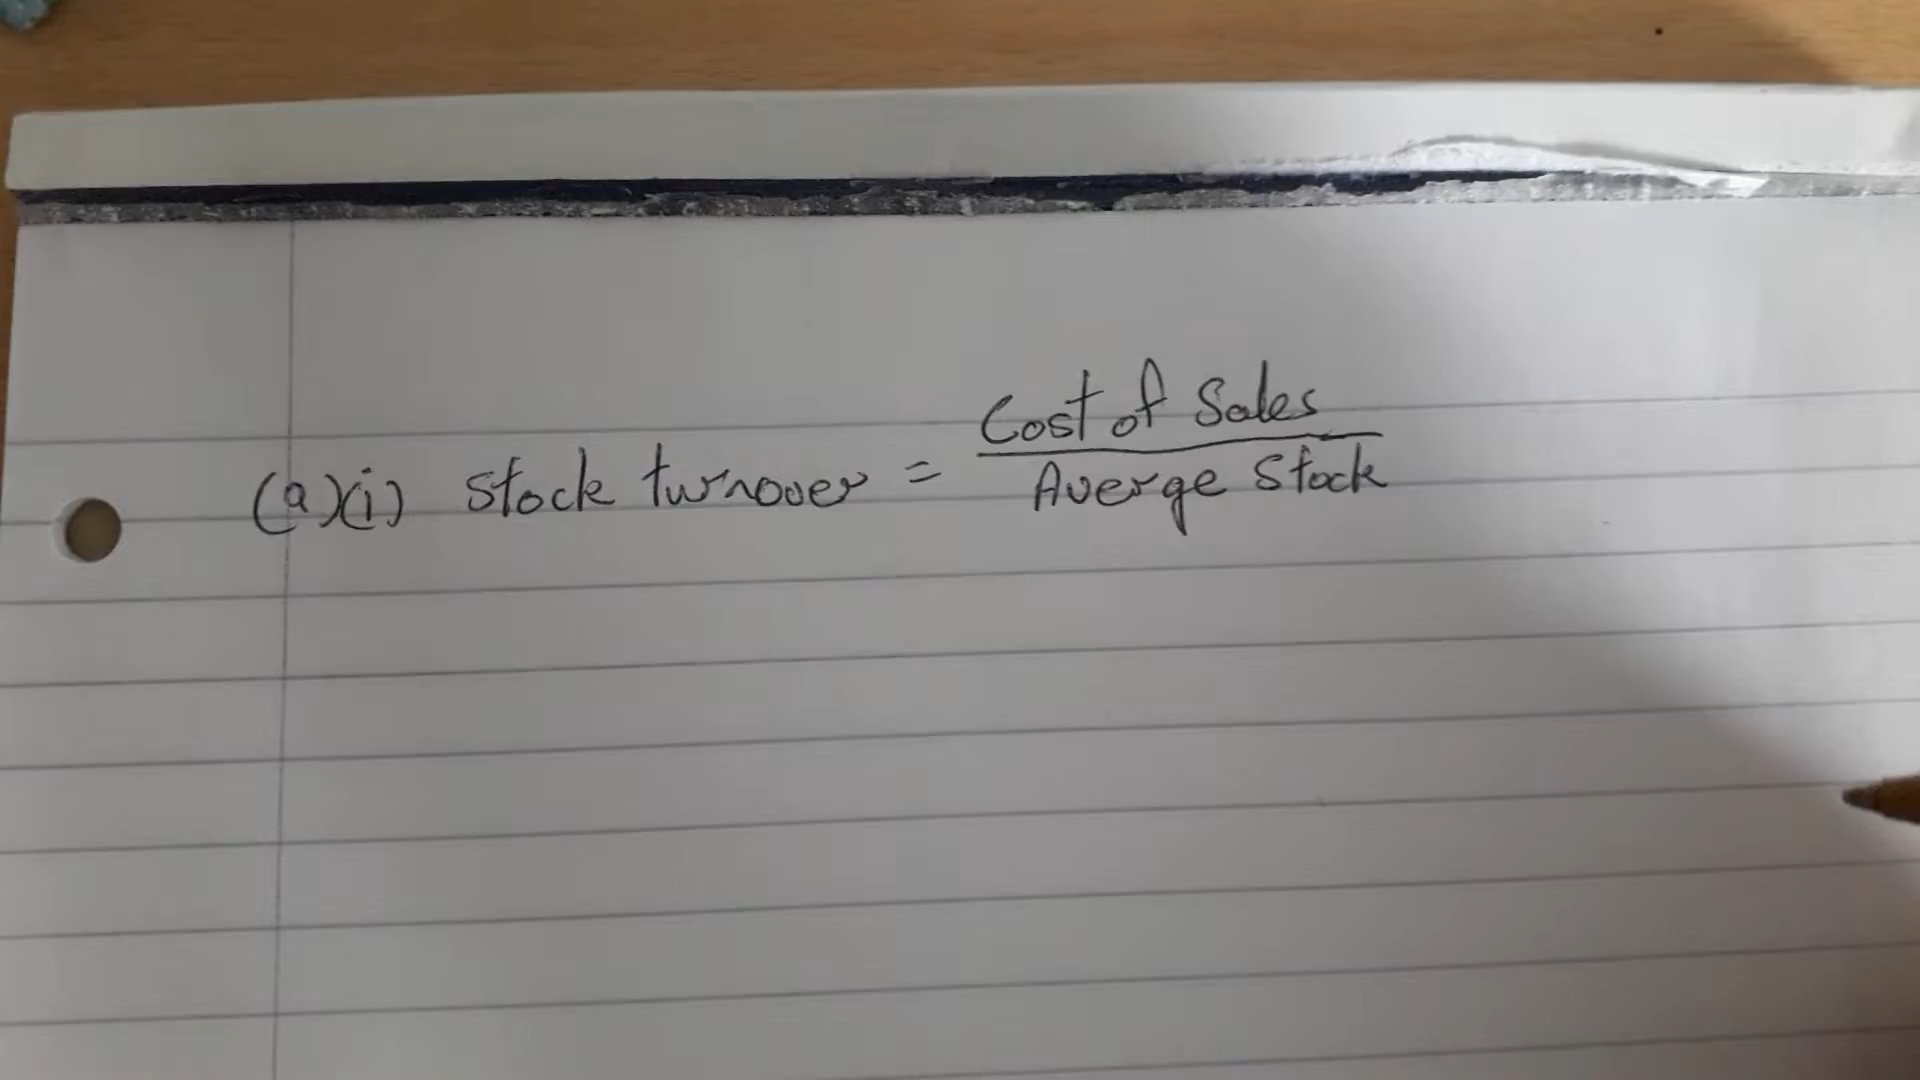 (a)(i) Stock turnover = Cost of Sales
Averge Stock